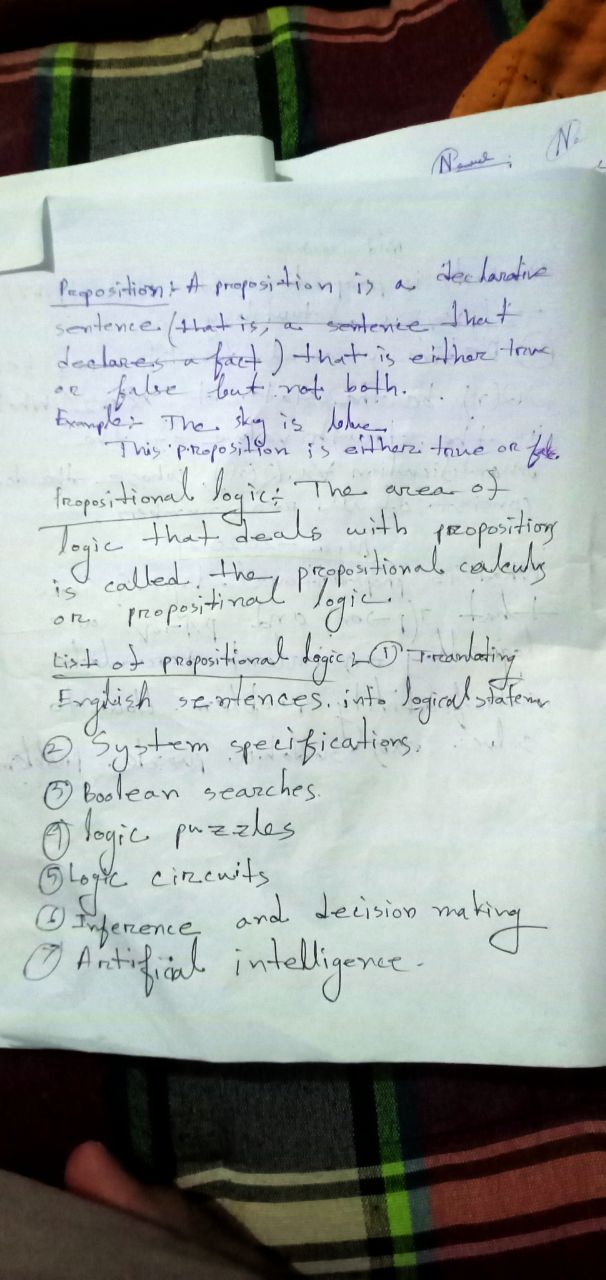 Name:
N
Proposition: A proposition is a declarative
sentence (that is, a sentence that
declares a fact) that is either true
or false but not both.
Example:- The sky is blue
This proposition is either true or false.
Propositional logic: The area of
logic that deals with propositions
is called the propositional calculus
or propositinal logic.
List of propositional logic: ① Translating
English sentences into logical statemen
② System specifications.
③ Boolean searches.
④ logic puzzles
⑤ Logic circuits
⑥ Inference and decision making
⑦ Artifical intelligence.